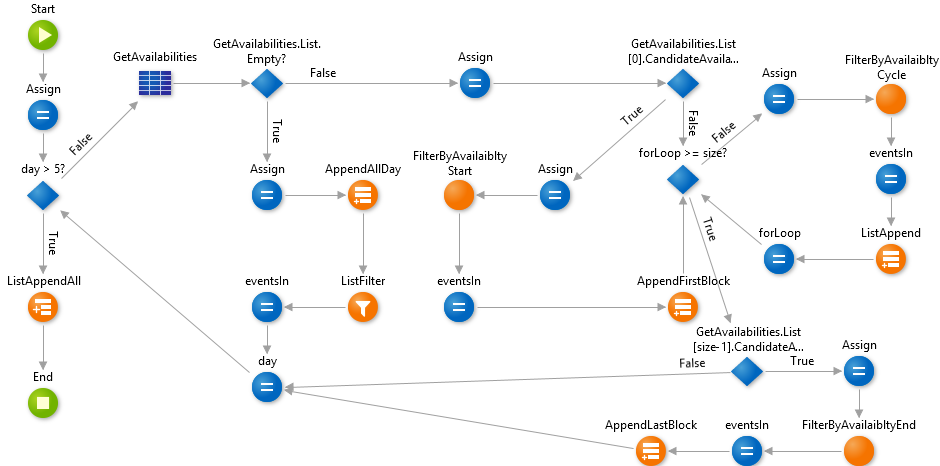 Start
Assign
day > 5?
False
True
ListAppendAll
End
GetAvailabilities
GetAvailabilities.List.
Empty?
False
True
Assign
AppendAllDay
ListFilter
eventsIn
day
Assign
GetAvailabilities.List
[0].CandidateAvaila...
True
False
Assign
FilterByAvailaiblty
Start
eventsIn
AppendFirstBlock
forLoop >= size?
False
True
Assign
FilterByAvailaiblty
Cycle
eventsIn
ListAppend
forLoop
GetAvailabilities.List
[size-1].CandidateA...
False
True
Assign
FilterByAvailaibltyEnd
eventsIn
AppendLastBlock